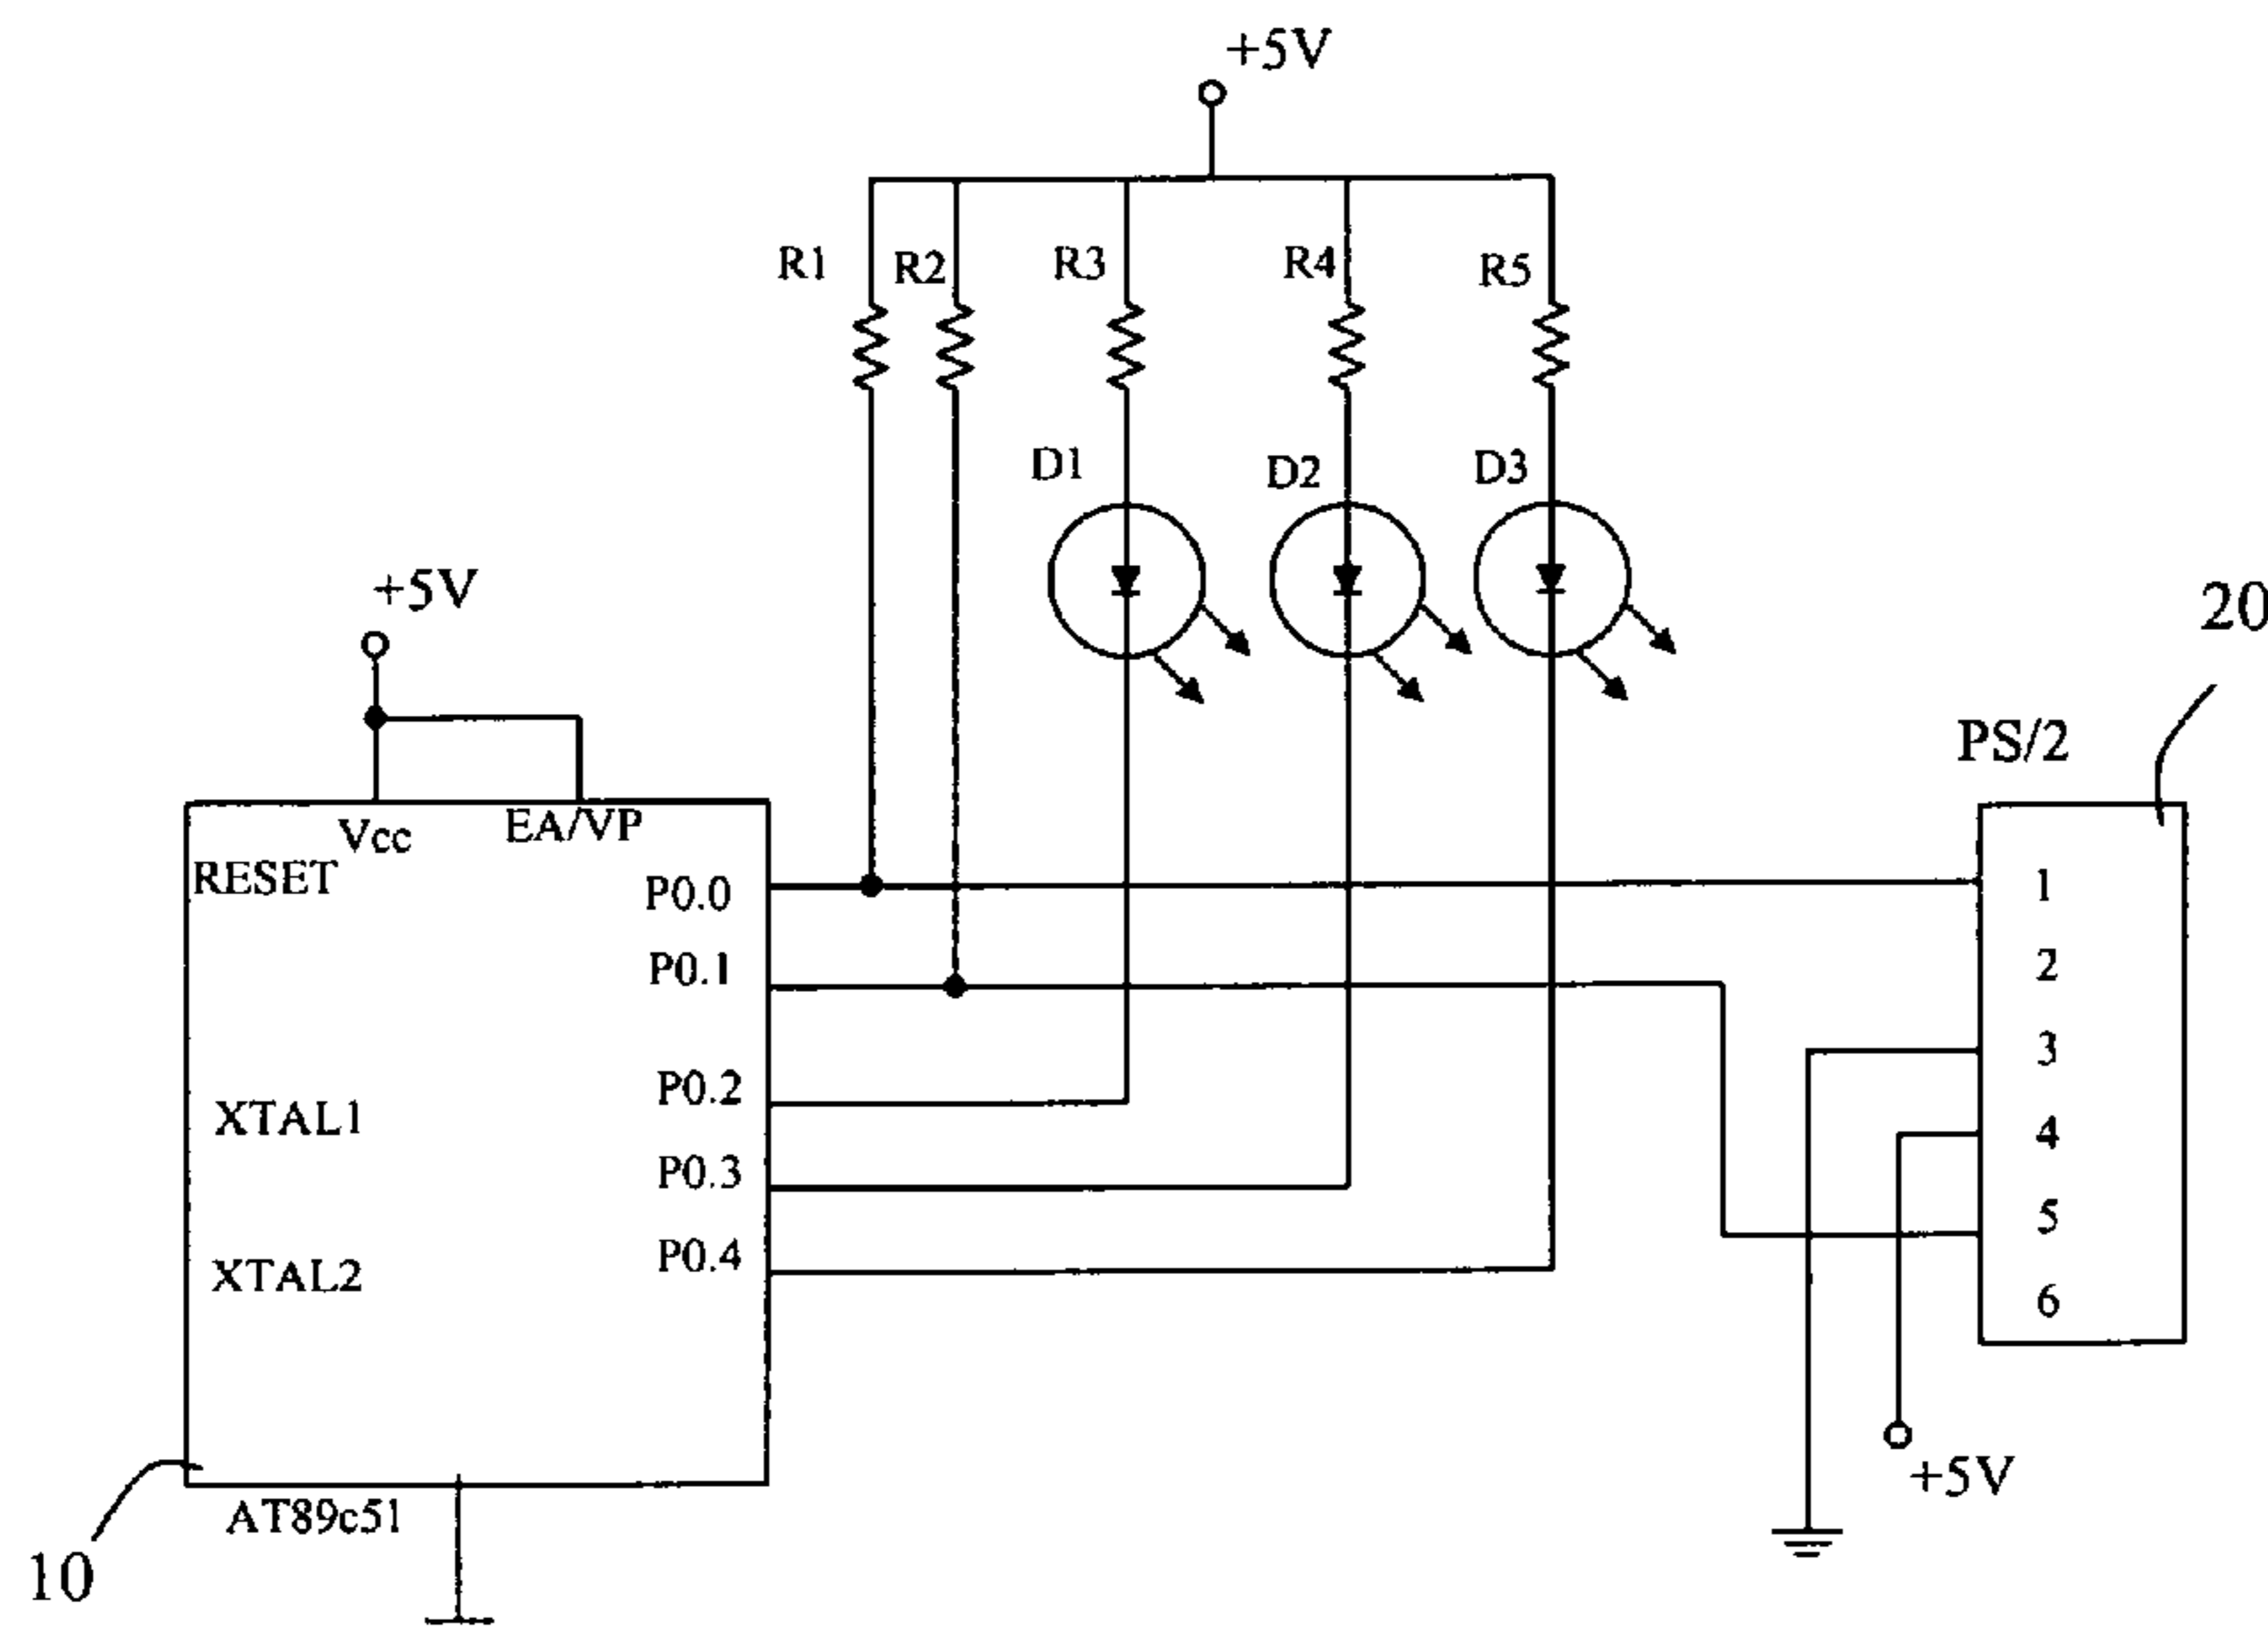 +5V
R1
R2
R3
R4
R5
D1
D2
D3
+5V
20
PS/2
Vcc
EA/VP
RESET
P0.0
1
P0.1
2
P0.2
3
XTAL1
4
P0.3
5
XTAL2
P0.4
6
+5V
AT89c51
10